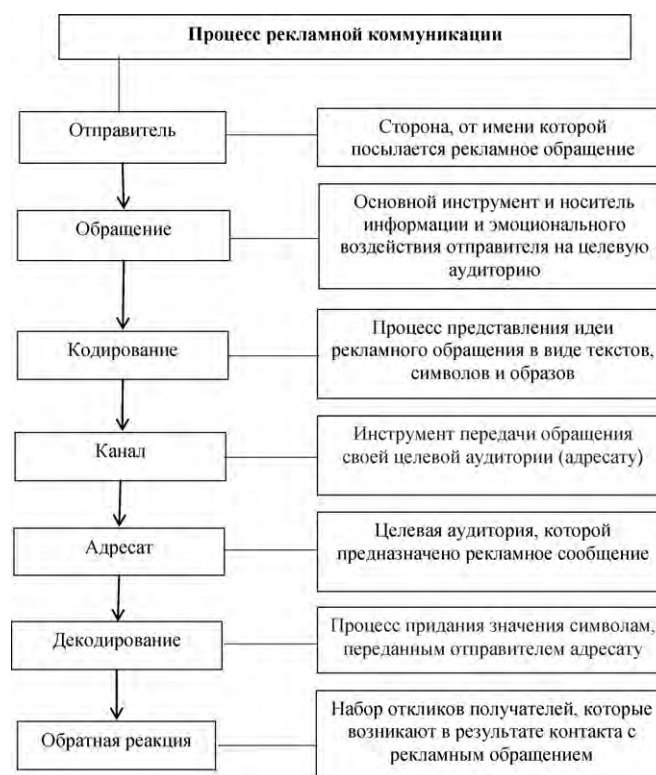 Процесс рекламной коммуникации
Отправитель
Сторона, от имени которой
посылается рекламное обращение
Обращение
Основной инструмент и носитель
информации и эмоционального
воздействия отправителя на целевую
аудиторию
Кодирование
Процесс представления идеи
рекламного обращения в виде текстов,
символов и образов
Канал
Инструмент передачи обращения
своей целевой аудитории (адресату)
Адресат
Целевая аудитория, которой
предназначено рекламное сообщение
Декодирование
Процесс придания значения символам,
переданным отправителем адресату
Обратная реакция
Набор откликов получателей, которые
возникают в результате контакта с
рекламным обращением